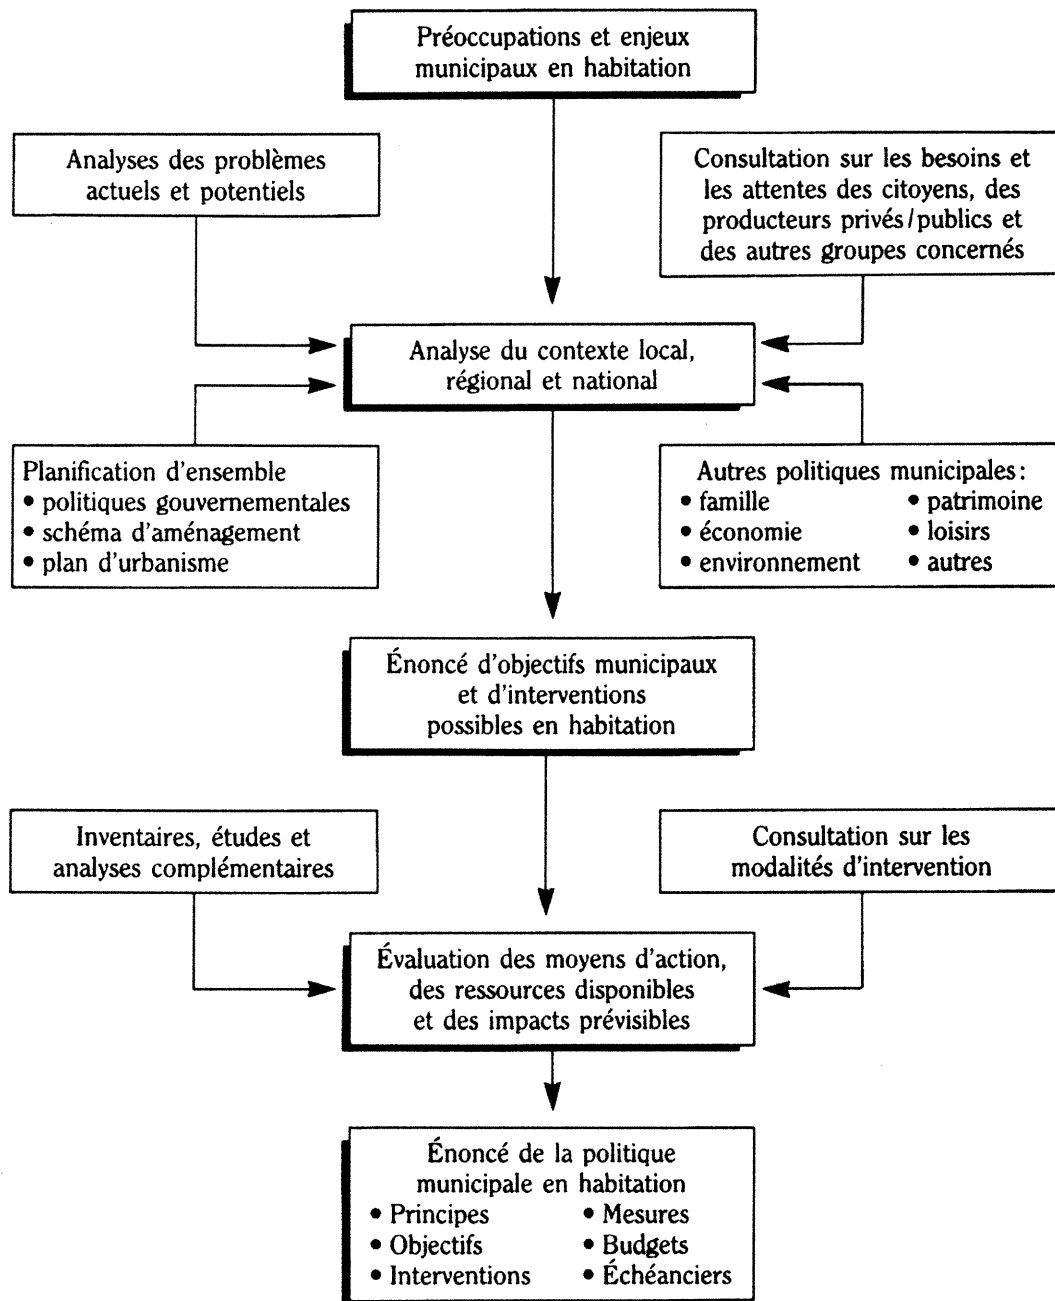 Préoccupations et enjeux
municipaux en habitation
Analyses des problèmes
actuels et potentiels
Consultation sur les besoins et
les attentes des citoyens, des
producteurs privés/publics et
des autres groupes concernés
Analyse du contexte local,
régional et national
Planification d'ensemble
• politiques gouvernementales
• schéma d'aménagement
• plan d'urbanisme
Autres politiques municipales:
• famille • patrimoine
• économie • loisirs
• environnement • autres
Énoncé d'objectifs municipaux
et d'interventions
possibles en habitation
Inventaires, études et
analyses complémentaires
Consultation sur les
modalités d'intervention
Évaluation des moyens d'action,
des ressources disponibles
et des impacts prévisibles
Énoncé de la politique
municipale en habitation
• Principes • Mesures
• Objectifs • Budgets
• Interventions • Échéanciers